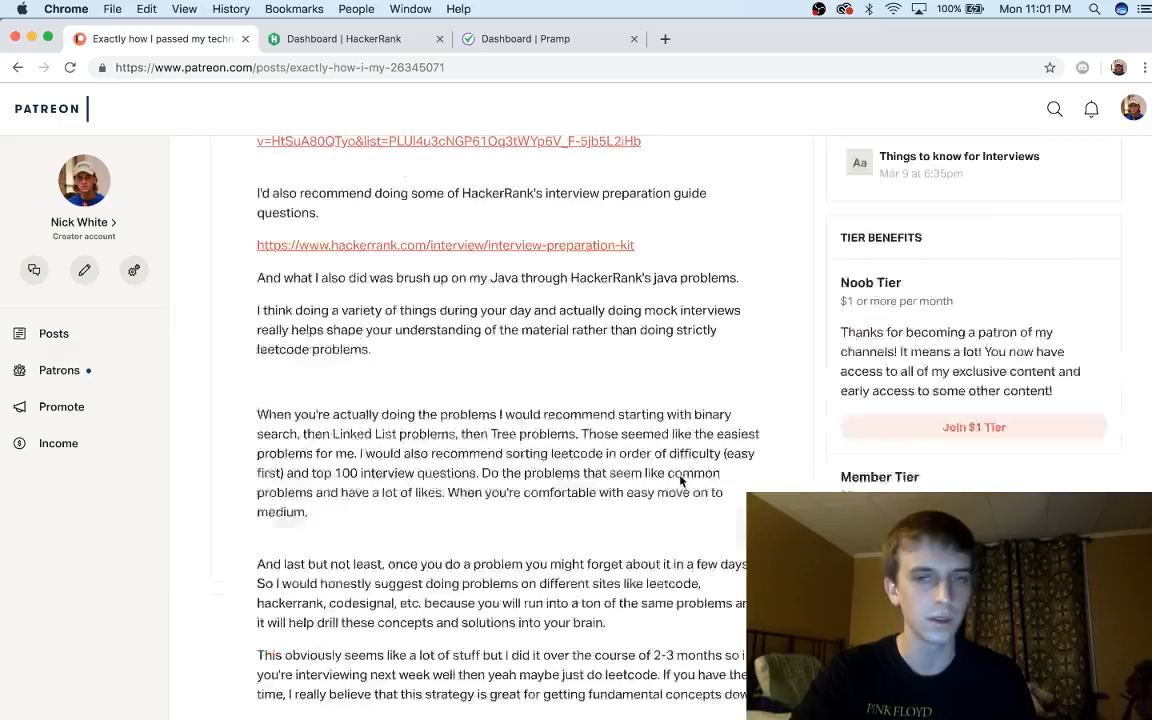 Chrome File Edit View History Bookmarks People Window Help 100% Mon 11:01 PM
Exactly how I passed my techn Dashboard | HackerRank Dashboard | Pramp
https://www.patreon.com/posts/exactly-how-i-my-26345071
PATREON
v=HtSuA80QTyo&list=PLUl4u3cNGP61Oq3tWYp6V_F-5jb5L2iHb
I'd also recommend doing some of HackerRank's interview preparation guide
questions.
https://www.hackerrank.com/interview/interview-preparation-kit
And what I also did was brush up on my Java through HackerRank's java problems.
I think doing a variety of things during your day and actually doing mock interviews
really helps shape your understanding of the material rather than doing strictly
leetcode problems.
When you're actually doing the problems I would recommend starting with binary
search, then Linked List problems, then Tree problems. Those seemed like the easiest
problems for me. I would also recommend sorting leetcode in order of difficulty (easy
first) and top 100 interview questions. Do the problems that seem like common
problems and have a lot of likes. When you're comfortable with easy move on to
medium.
And last but not least, once you do a problem you might forget about it in a few days
So I would honestly suggest doing problems on different sites like leetcode,
hackerrank, codesignal, etc. because you will run into a ton of the same problems an
it will help drill these concepts and solutions into your brain.
This obviously seems like a lot of stuff but I did it over the course of 2-3 months so i
you're interviewing next week well then yeah maybe just do leetcode. If you have the
time, I really believe that this strategy is great for getting fundamental concepts dow
Nick White >
Creator account
Posts
Patrons
Promote
Income
Aa
Things to know for Interviews
Mar 9 at 6:35pm
TIER BENEFITS
Noob Tier
$1 or more per month
Thanks for becoming a patron of my
channels! It means a lot! You now have
access to all of my exclusive content and
early access to some other content!
Join $1 Tier
Member Tier
PINK FLOYD